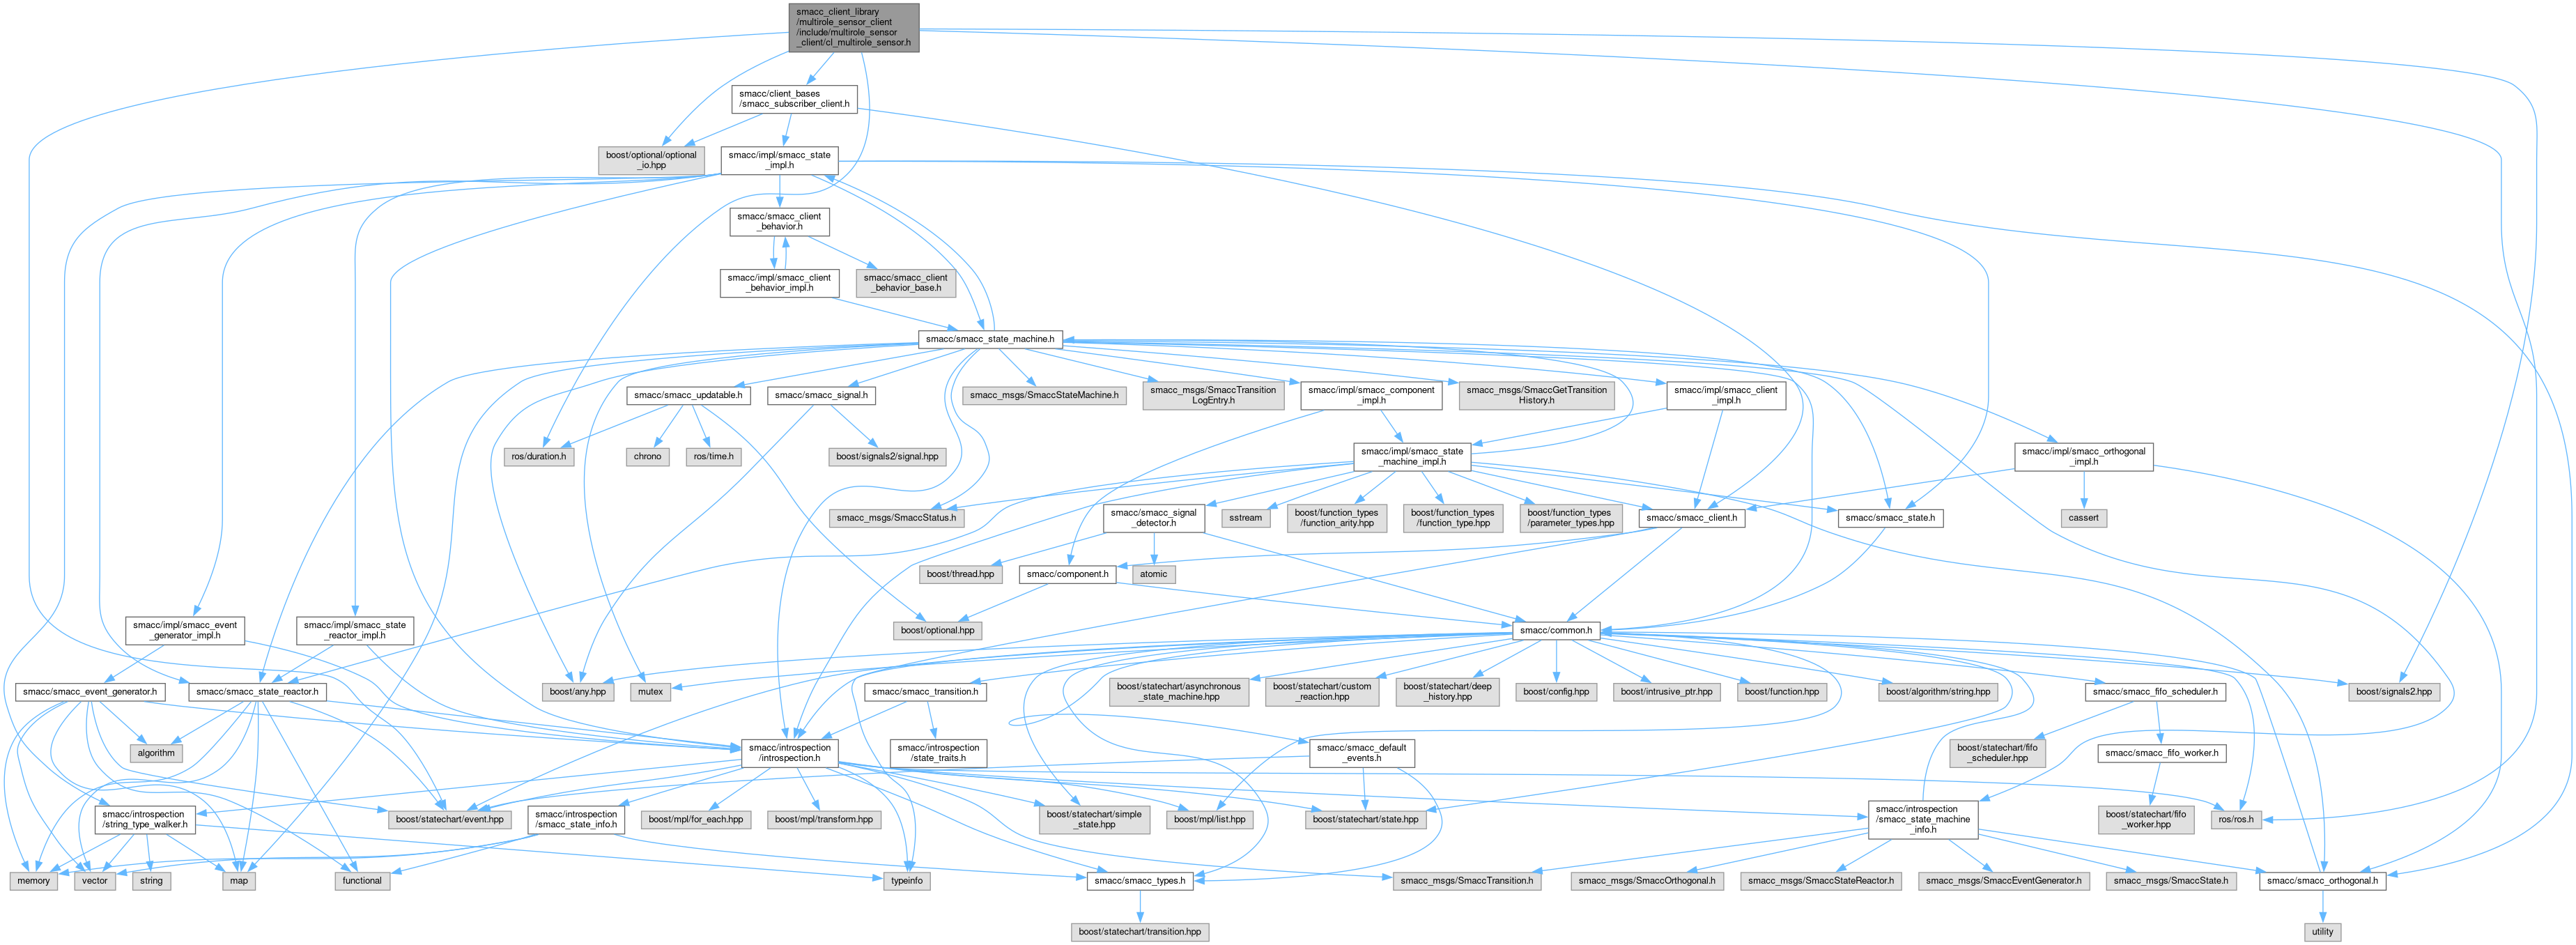 smacc_client_library
/multirole_sensor_client
/include/multirole_sensor
_client/cl_multirole_sensor.h
smacc/client_bases
/smacc_subscriber_client.h
boost/optional/optional
_io.hpp
smacc/impl/smacc_state
_impl.h
smacc/smacc_client
_behavior.h
smacc/impl/smacc_client
_behavior_impl.h
smacc/smacc_client
_behavior_base.h
smacc/smacc_state_machine.h
smacc/smacc_updatable.h
smacc/smacc_signal.h
smacc_msgs/SmaccStateMachine.h
smacc_msgs/SmaccTransition
LogEntry.h
smacc/impl/smacc_component
_impl.h
smacc_msgs/SmaccGetTransition
History.h
smacc/impl/smacc_client
_impl.h
ros/duration.h
chrono
ros/time.h
boost/signals2/signal.hpp
smacc/impl/smacc_state
_machine_impl.h
smacc/impl/smacc_orthogonal
_impl.h
smacc_msgs/SmaccStatus.h
smacc/smacc_signal
_detector.h
sstream
boost/function_types
/function_arity.hpp
boost/function_types
/function_type.hpp
boost/function_types
/parameter_types.hpp
smacc/smacc_client.h
smacc/smacc_state.h
cassert
boost/thread.hpp
smacc/component.h
atomic
smacc/impl/smacc_event
_generator_impl.h
smacc/impl/smacc_state
_reactor_impl.h
boost/optional.hpp
smacc/common.h
smacc/smacc_event_generator.h
smacc/smacc_state_reactor.h
boost/any.hpp
mutex
smacc/smacc_transition.h
boost/statechart/asynchronous
_state_machine.hpp
boost/statechart/custom
_reaction.hpp
boost/statechart/deep
_history.hpp
boost/config.hpp
boost/intrusive_ptr.hpp
boost/function.hpp
boost/algorithm/string.hpp
smacc/smacc_fifo_scheduler.h
boost/signals2.hpp
algorithm
smacc/introspection
/introspection.h
smacc/introspection
/state_traits.h
smacc/smacc_default
_events.h
boost/statechart/fifo
_scheduler.hpp
smacc/smacc_fifo_worker.h
smacc/introspection
/string_type_walker.h
boost/statechart/event.hpp
smacc/introspection
/smacc_state_info.h
boost/mpl/for_each.hpp
boost/mpl/transform.hpp
boost/statechart/simple
_state.hpp
boost/mpl/list.hpp
boost/statechart/state.hpp
smacc/introspection
/smacc_state_machine
_info.h
boost/statechart/fifo
_worker.hpp
ros/ros.h
memory
vector
string
map
functional
typeinfo
smacc/smacc_types.h
smacc_msgs/SmaccTransition.h
smacc_msgs/SmaccOrthogonal.h
smacc_msgs/SmaccStateReactor.h
smacc_msgs/SmaccEventGenerator.h
smacc_msgs/SmaccState.h
smacc/smacc_orthogonal.h
boost/statechart/transition.hpp
utility